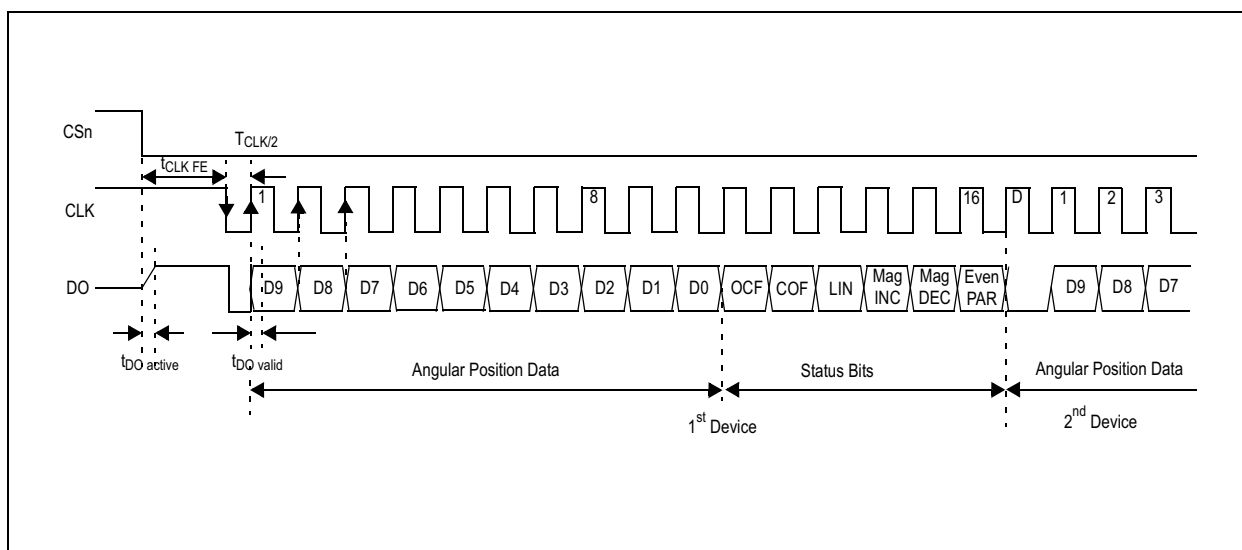 CSn
TCLK/2
tCLK FE
CLK
1
8
16
D
1
2
3
DO
D9
D8
D7
D6
D5
D4
D3
D2
D1
D0
OCF
COF
LIN
Mag
INC
Mag
DEC
Even
PAR
D9
D8
D7
tDO active
tDO valid
Angular Position Data
Status Bits
Angular Position Data
1st Device
2nd Device